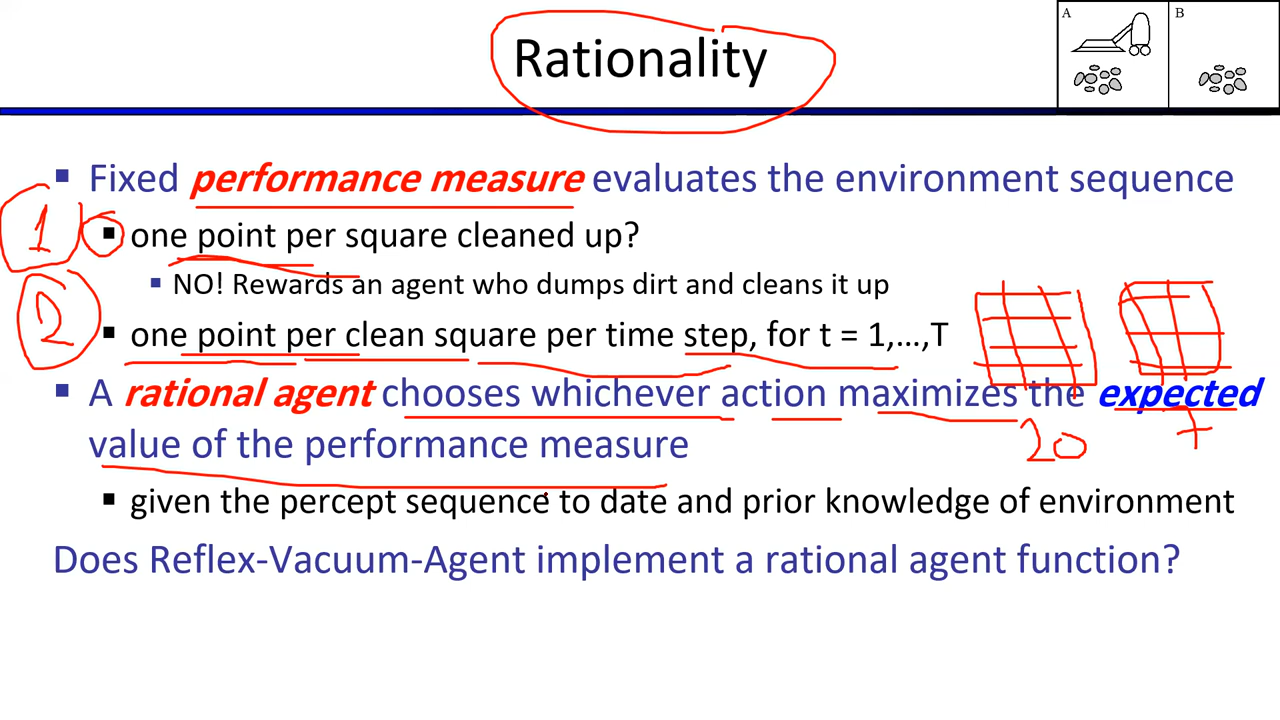 Rationality
A
B
Fixed performance measure evaluates the environment sequence
1
one point per square cleaned up?
NO! Rewards an agent who dumps dirt and cleans it up
2
one point per clean square per time step, for t = 1,…,T
A rational agent chooses whichever action maximizes the expected
value of the performance measure
20
7
given the percept sequence to date and prior knowledge of environment
Does Reflex-Vacuum-Agent implement a rational agent function?